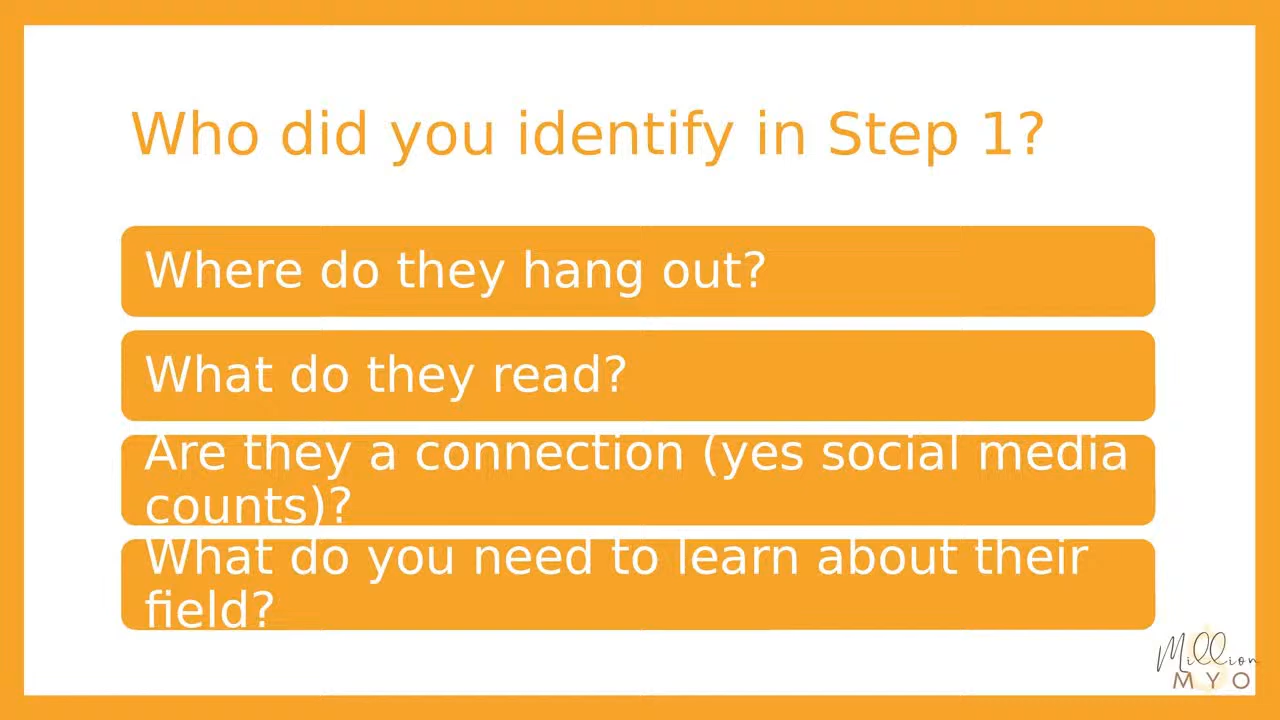 Who did you identify in Step 1?
Where do they hang out?
What do they read?
Are they a connection (yes social media
counts)?
What do you need to learn about their
field?
Million
MYO